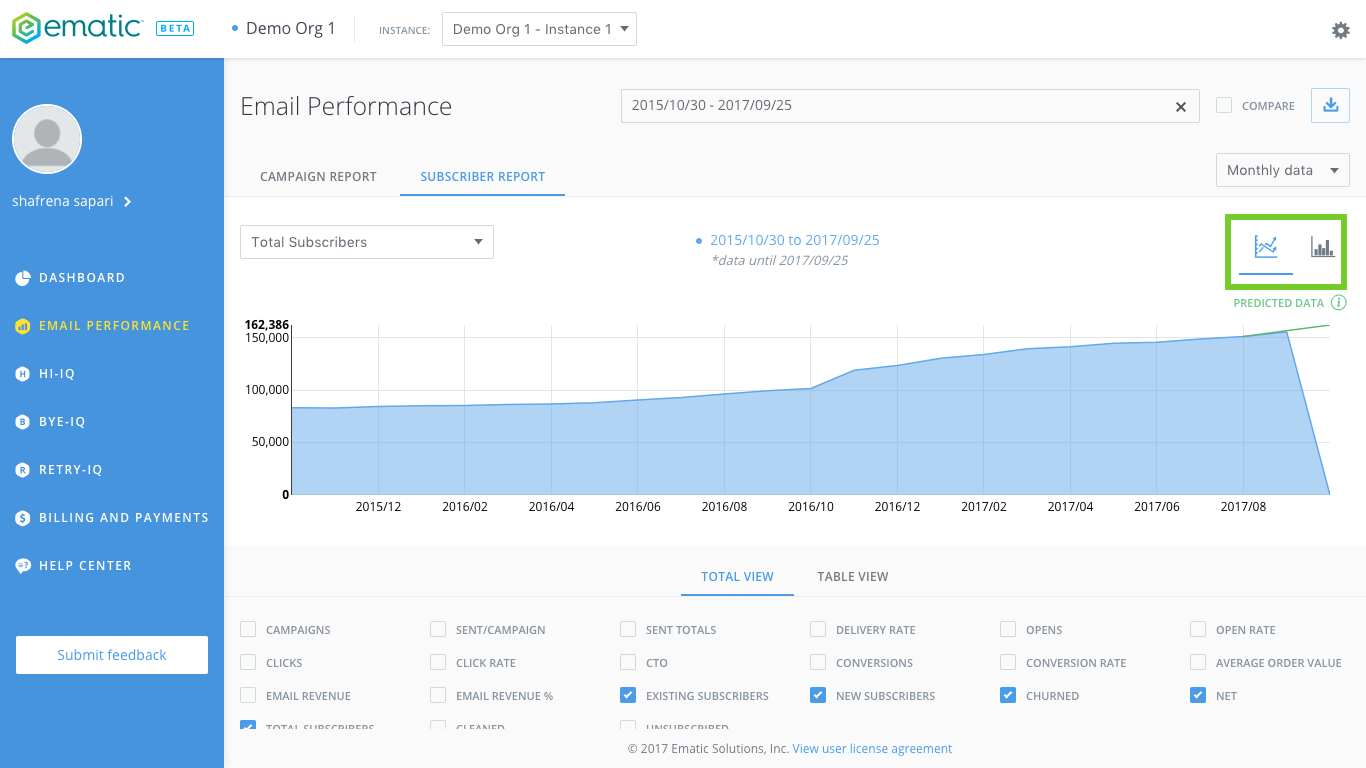 ematic BETA
Demo Org 1
INSTANCE: Demo Org 1 - Instance 1
shafrena sapari
DASHBOARD
EMAIL PERFORMANCE
HI-IQ
BYE-IQ
RETRY-IQ
BILLING AND PAYMENTS
HELP CENTER
Submit feedback
Email Performance
2015/10/30 - 2017/09/25
COMPARE
CAMPAIGN REPORT SUBSCRIBER REPORT
Monthly data
Total Subscribers
2015/10/30 to 2017/09/25
*data until 2017/09/25
PREDICTED DATA i
162,386
150,000
100,000
50,000
0
2015/12 2016/02 2016/04 2016/06 2016/08 2016/10 2016/12 2017/02 2017/04 2017/06 2017/08
TOTAL VIEW TABLE VIEW
CAMPAIGNS SENT/CAMPAIGN SENT TOTALS DELIVERY RATE OPENS OPEN RATE
CLICKS CLICK RATE CTO CONVERSIONS CONVERSION RATE AVERAGE ORDER VALUE
EMAIL REVENUE EMAIL REVENUE % EXISTING SUBSCRIBERS NEW SUBSCRIBERS CHURNED NET
TOTAL SUBSCRIBERS CLEANED UNSUBSCRIBED
© 2017 Ematic Solutions, Inc. View user license agreement